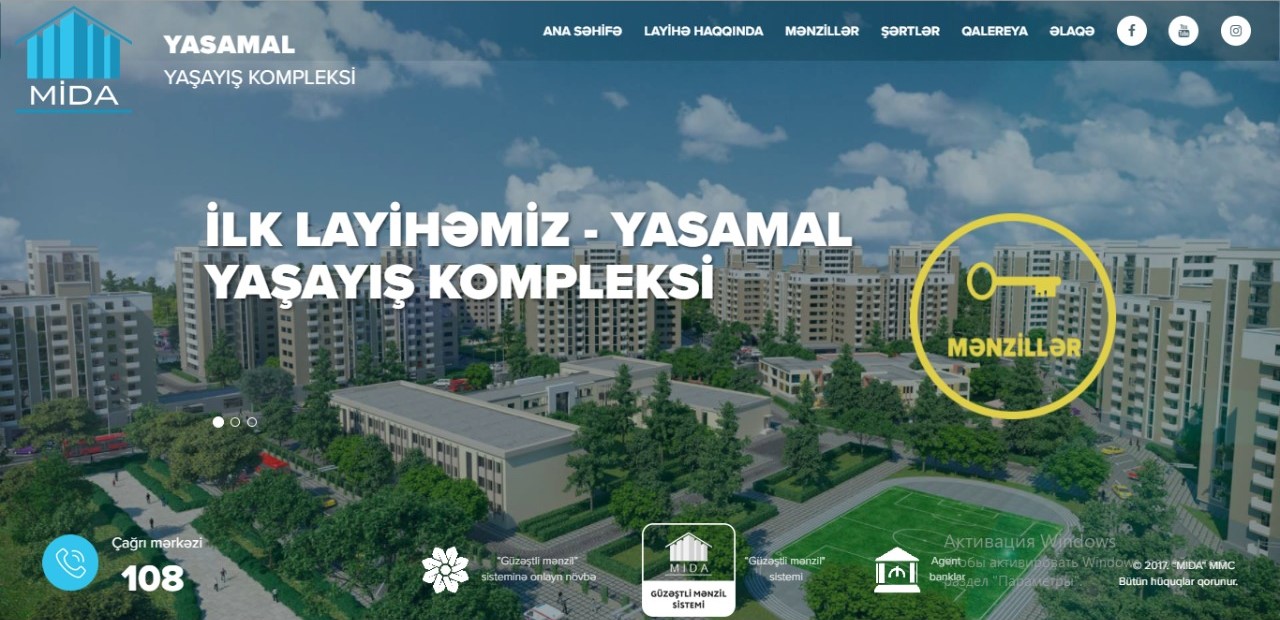 MİDA
YASAMAL
YAŞAYIŞ KOMPLEKSİ
ANA SƏHİFƏ
LAYİHƏ HAQQINDA
MƏNZİLLƏR
ŞƏRTLƏR
QALEREYA
ƏLAQƏ
You
Tube
İLK LAYİHƏMİZ - YASAMAL
YAŞAYIŞ KOMPLEKSİ
MƏNZİLLƏR
Çağrı mərkəzi
108
"Güzəştli mənzil"
sisteminə onlayn növbə
MİDA
GÜZƏŞTLİ MƏNZİL
SİSTEMİ
"Güzəştli mənzil"
sistemi
Agent
banklar
Активация Windows
Чтобы активировать Windows
раздел "Параметры".
© 2017. "MİDA" MMC
Bütün hüquqlar qorunur.